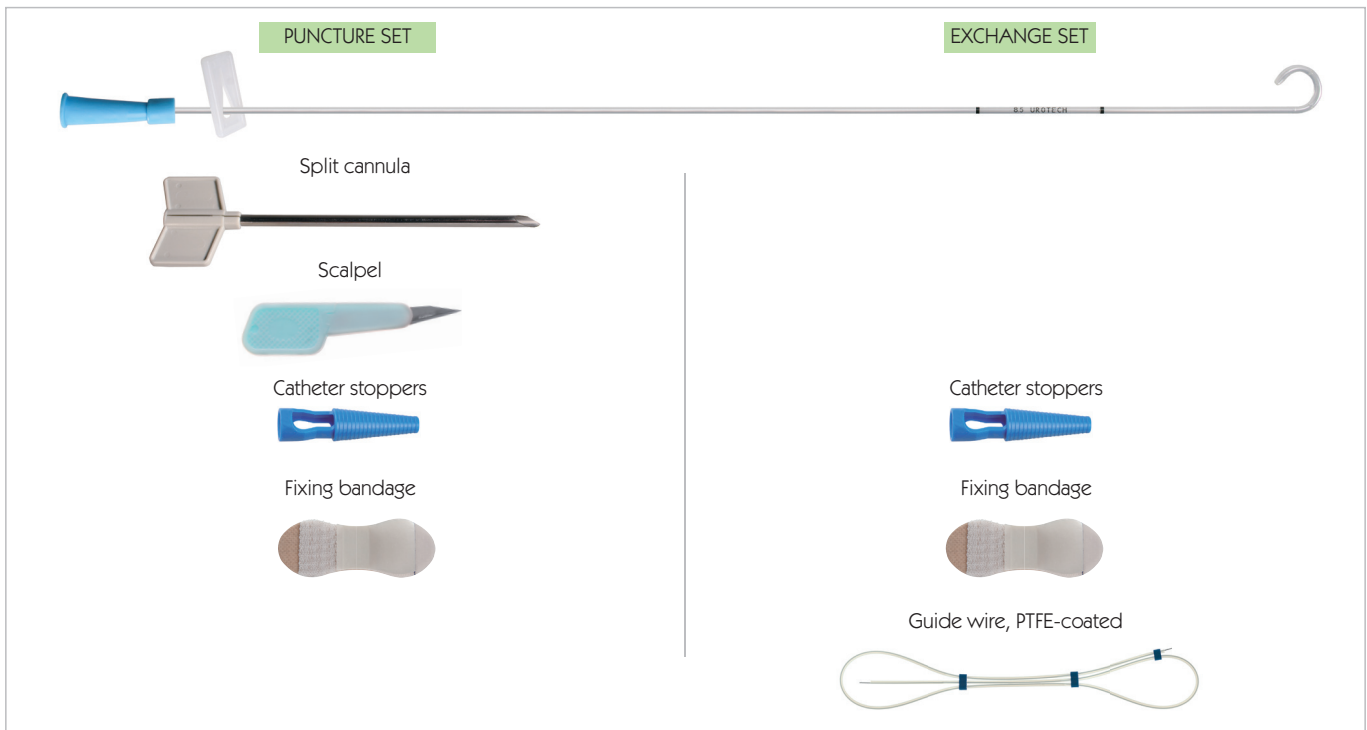 PUNCTURE SET
EXCHANGE SET
BS UROTECH
Split cannula
Scalpel
Catheter stoppers
Fixing bandage
Catheter stoppers
Fixing bandage
Guide wire, PTFE-coated